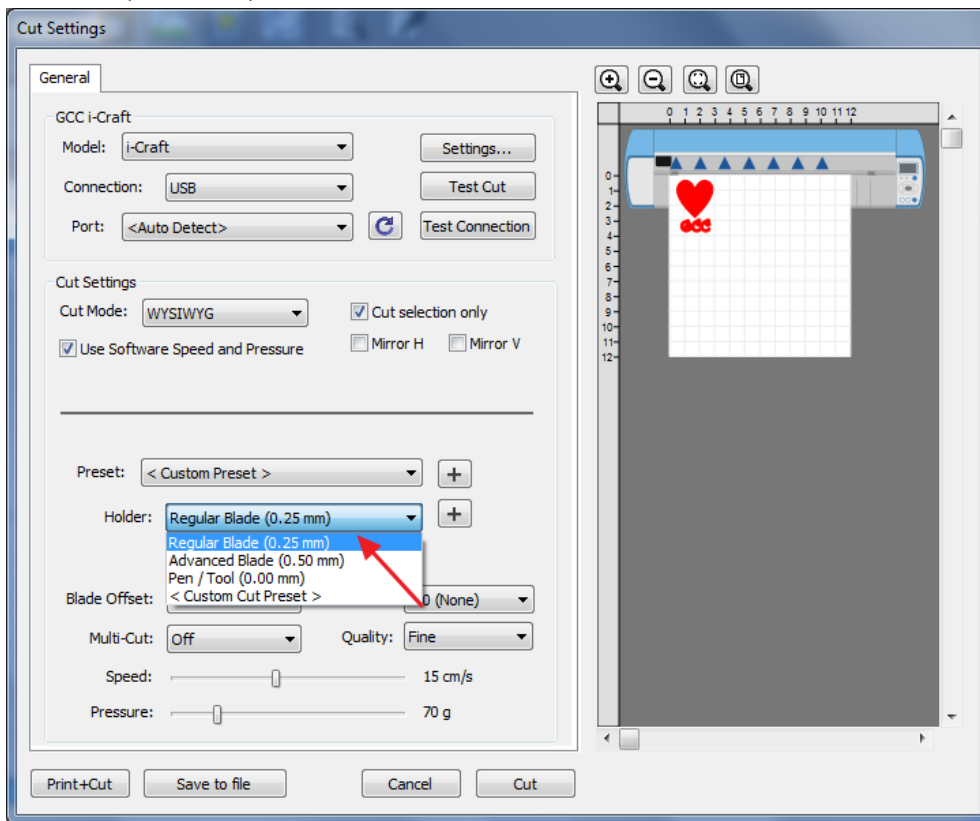 Cut Settings
General
GCC i-Craft
Model: i-Craft Settings...
Connection: USB Test Cut
Port: <Auto Detect> Test Connection
Cut Settings
Cut Mode: WYSIWYG Cut selection only
Use Software Speed and Pressure Mirror H Mirror V
Preset: < Custom Preset >
Holder: Regular Blade (0.25 mm)
Regular Blade (0.25 mm)
Advanced Blade (0.50 mm)
Pen / Tool (0.00 mm)
< Custom Cut Preset >
Blade Offset: 0 (None)
Multi-Cut: Off Quality: Fine
Speed: 15 cm/s
Pressure: 70 g
Print+Cut Save to file Cancel Cut
0 1 2 3 4 5 6 7 8 9 10 11 12
0
1
2
3
4
5
6
7
8
9
10
11
12
GCC